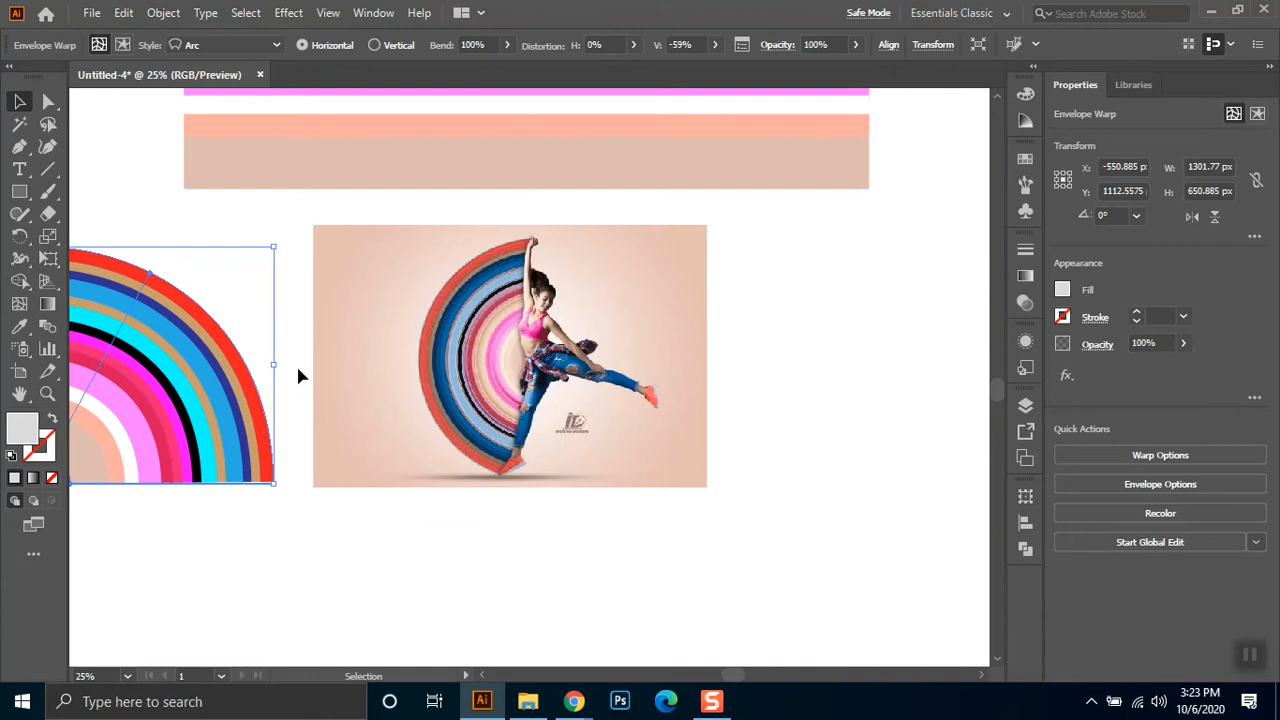 Ai File Edit Object Type Select Effect View Window Help Safe Mode Essentials Classic Search Adobe Stock
Envelope Warp Style: Arc Horizontal Vertical Bend: 100% Distortion: H: 0% V: -59% Opacity: 100% Align Transform
Untitled-4* @ 25% (RGB/Preview)
Properties Libraries
Envelope Warp
Transform
X: -550.885 p W: 1301.77 px
Y: 1112.5575 H: 650.885 px
0°
Appearance
Fill
Stroke
Opacity 100%
fx.
Quick Actions
Warp Options
Envelope Options
Recolor
Start Global Edit
25% 1 Selection
Type here to search
Ai Ps S
3:23 PM
10/6/2020